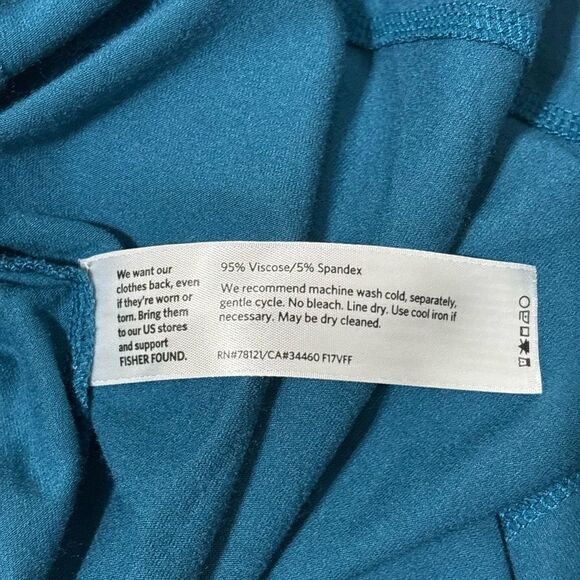 We want our
clothes back, even
if they're worn or
torn. Bring them
to our US stores
and support
FISHER FOUND.
95% Viscose/5% Spandex
We recommend machine wash cold, separately,
gentle cycle. No bleach. Line dry. Use cool iron if
necessary. May be dry cleaned.
RN#78121/CA#34460 F17VFF